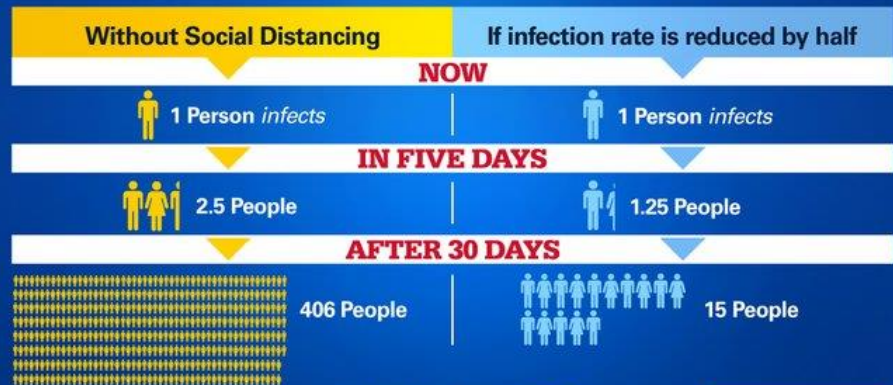 Without Social Distancing
If infection rate is reduced by half
NOW
1 Person infects
1 Person infects
IN FIVE DAYS
2.5 People
1.25 People
AFTER 30 DAYS
406 People
15 People